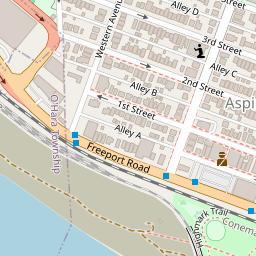 Alley D
3rd Street
Western Avenue
Alley C
2nd Street
Alley B
Aspi
1st Street
O'Hara Township
Alley A
Freeport Road
Highmark Trail
Conema